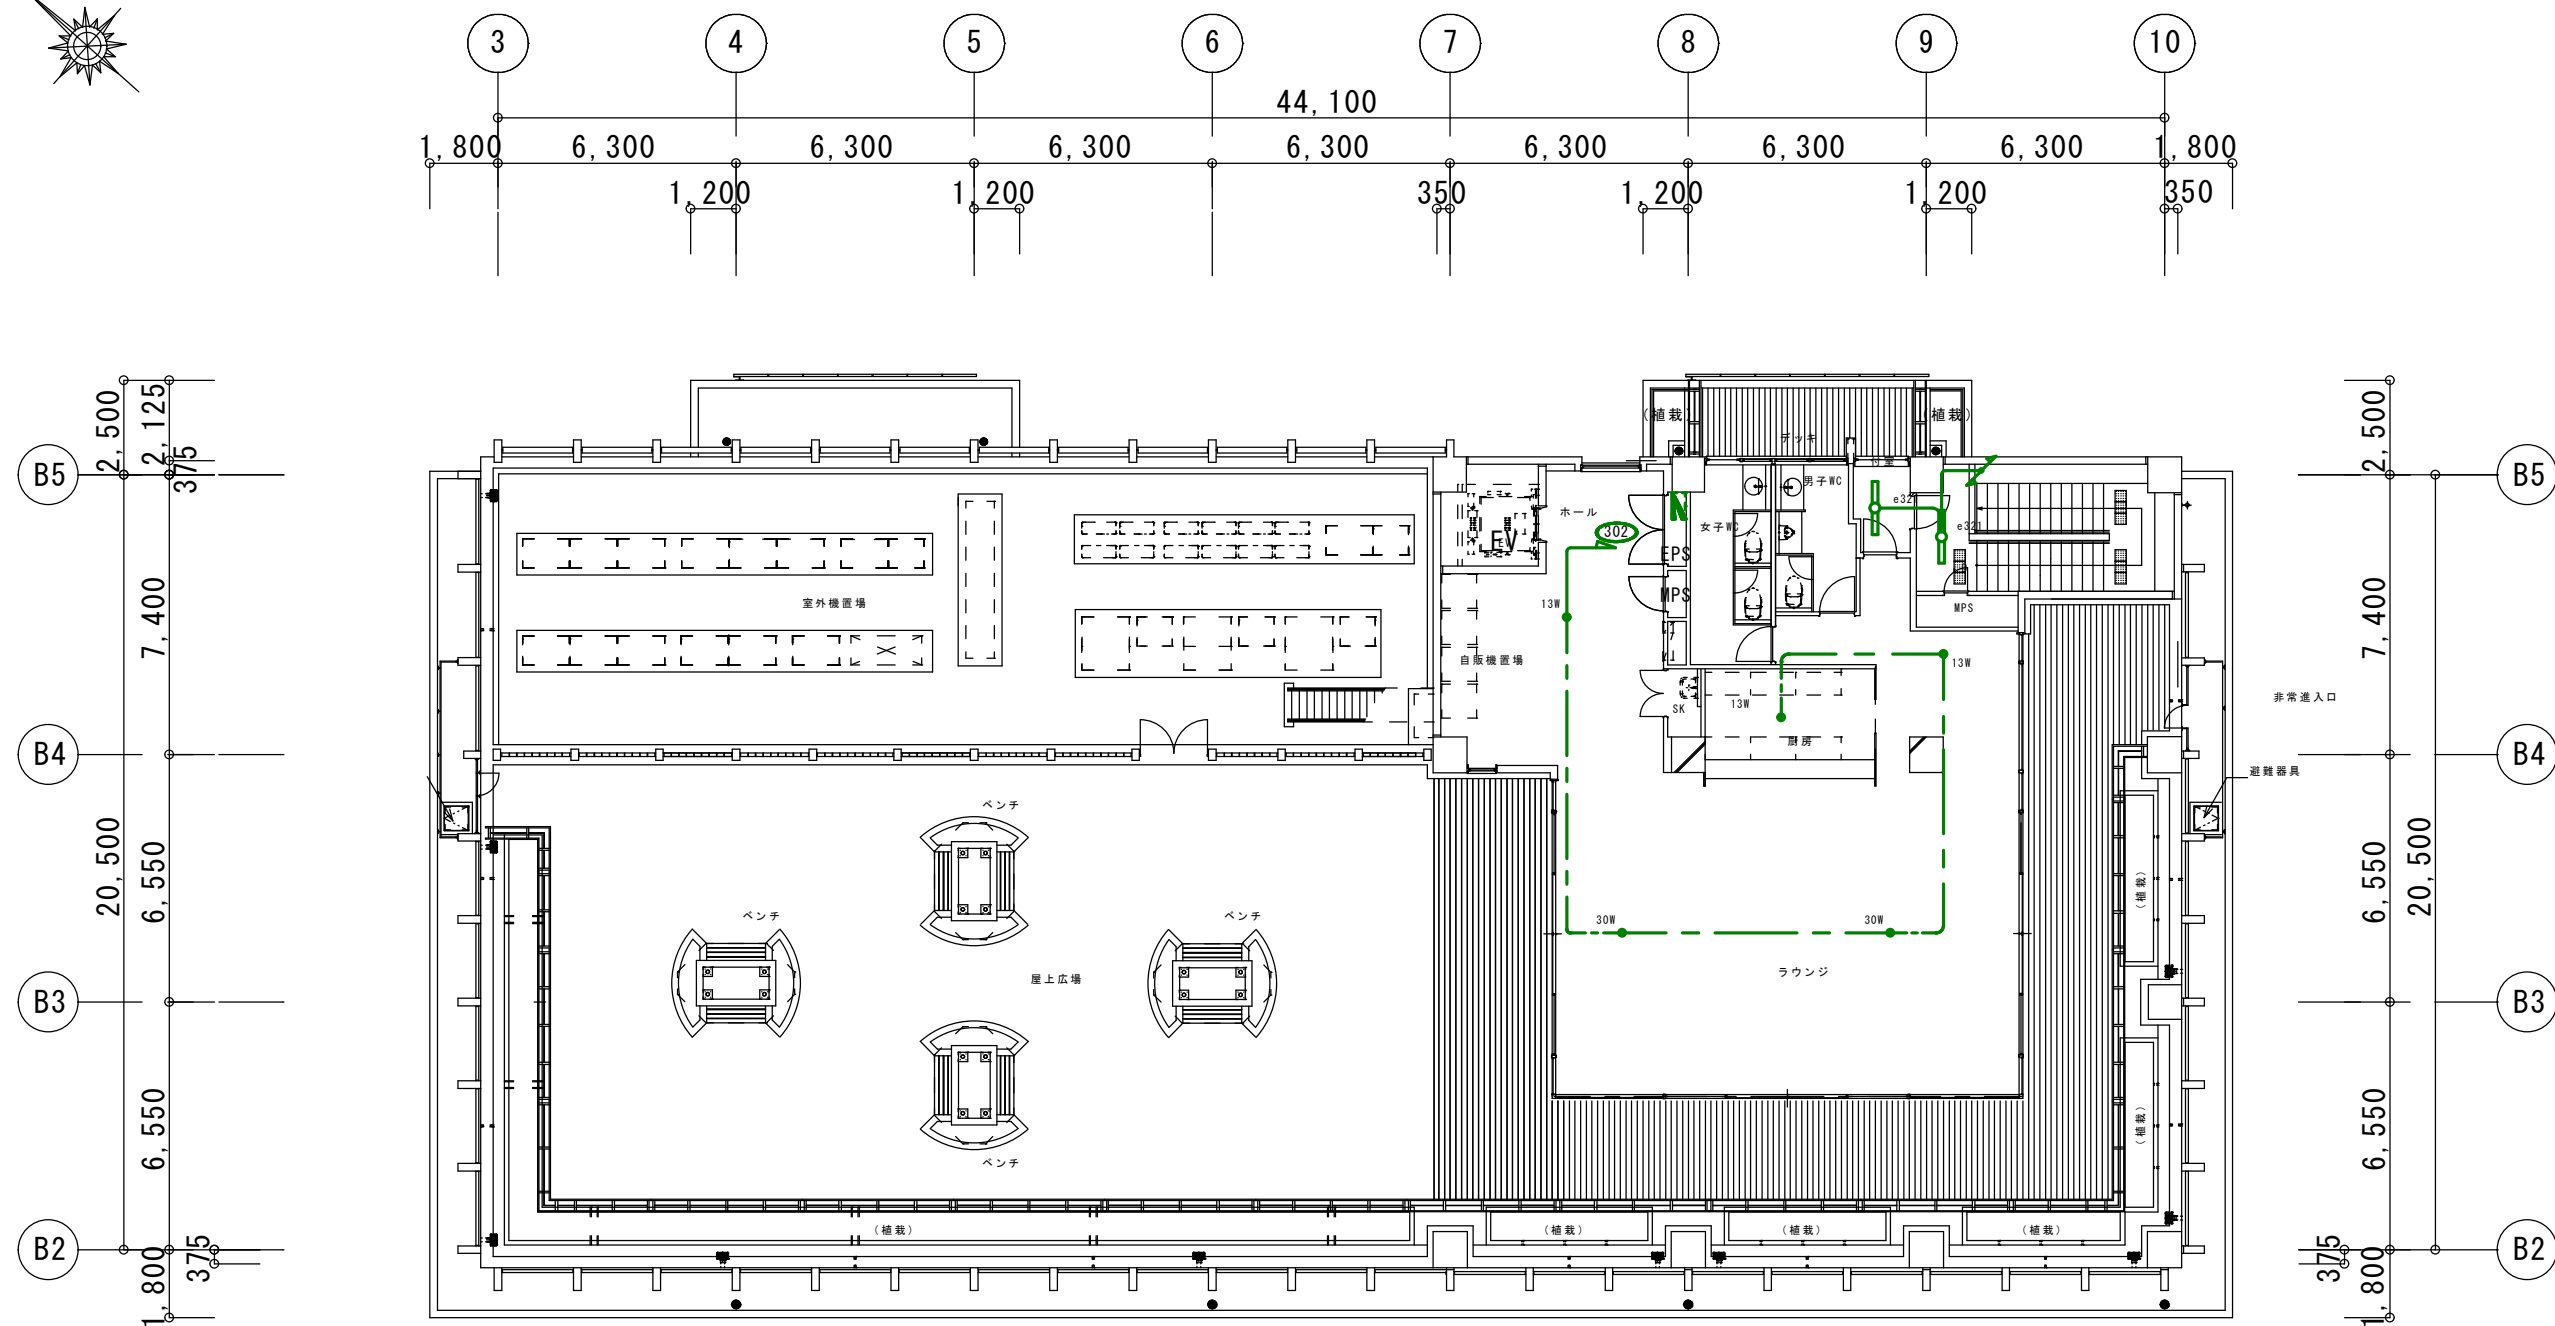 3 4 5 6 7 8 9 10
44,100
1,800 6,300 6,300 6,300 6,300 6,300 6,300 6,300 1,800
1,200 1,200 350 1,200 1,200 350
2,500 2,125 375
2,500
(植栽) (植栽)
デッキ
B5 B5
付室
男子WC
e321
ホール
302
女子WC
EV
EPS
MPS
MPS
室外機置場
13W
7,400 7,400
自販機置場
13W
SK
13W
厨房
非常進入口
B4 B4
避難器具
ベンチ
20,500 6,550
6,550 20,500
(植栽)
ベンチ ベンチ
30W 30W
屋上広場
ラウンジ
B3 B3
6,550 6,550
(植栽)
ベンチ
(植栽) (植栽) (植栽) (植栽)
B2 B2
1,800 375
375 1,800